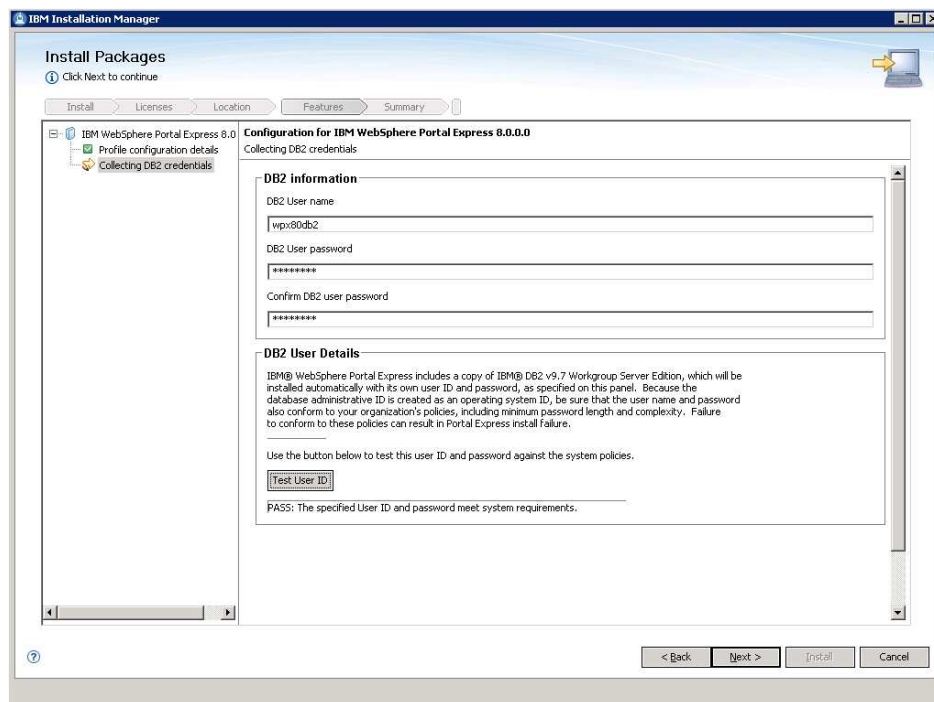 IBM Installation Manager
Install Packages
Click Next to continue
Install
Licenses
Location
Features
Summary
IBM WebSphere Portal Express 8.0
Profile configuration details
Collecting DB2 credentials
Configuration for IBM WebSphere Portal Express 8.0.0.0
Collecting DB2 credentials
DB2 information
DB2 User name
wpx80db2
DB2 User password
********
Confirm DB2 user password
********
DB2 User Details
IBM® WebSphere Portal Express includes a copy of IBM® DB2 v9.7 Workgroup Server Edition, which will be
installed automatically with its own user ID and password, as specified on this panel. Because the
database administrative ID is created as an operating system ID, be sure that the user name and password
also conform to your organization's policies, including minimum password length and complexity. Failure
to conform to these policies can result in Portal Express install failure.
Use the button below to test this user ID and password against the system policies.
Test User ID
PASS: The specified User ID and password meet system requirements.
?
< Back
Next >
Install
Cancel